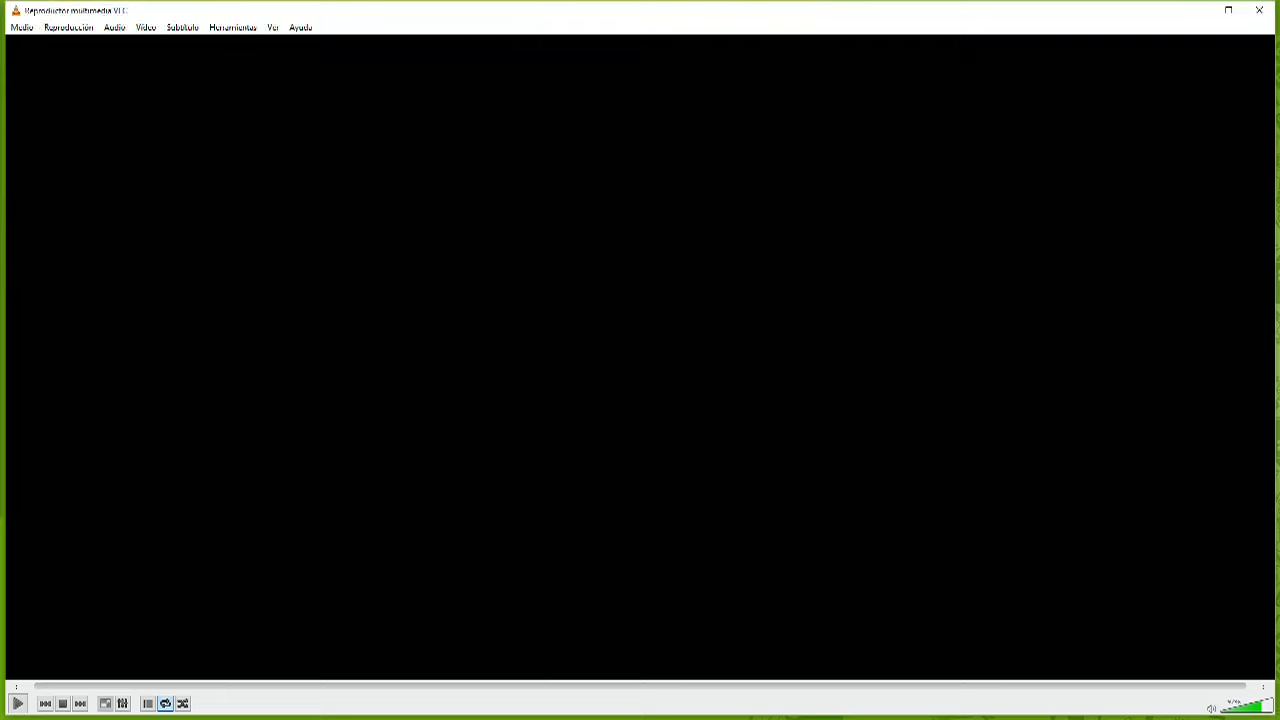 Reproductor multimedia VLC
Medio Reproducción Audio Vídeo Subtítulo Herramientas Ver Ayuda